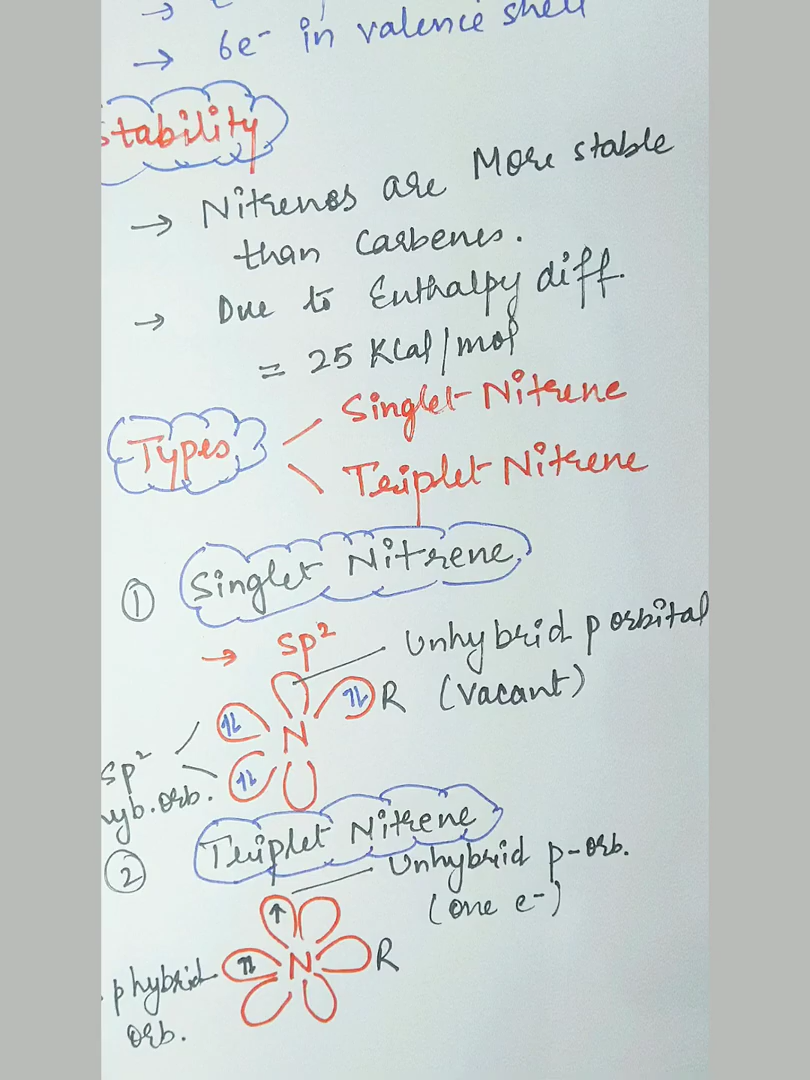 → 6e⁻ in valence shell
Stability
→ Nitrenes are More stable
than Carbenes.
→ Due to Enthalpy diff.
= 25 Kcal/mol
Types
Singlet Nitrene
Triplet Nitrene
① Singlet Nitrene
→ Sp²
Unhybrid p orbital
(Vacant)
⥮ ⥮ R
N
Sp²
hyb. orb. ⥮
② Triplet Nitrene
Unhybrid p-orb.
(one e-)
↑
⥮ N R
phybrid
orb.